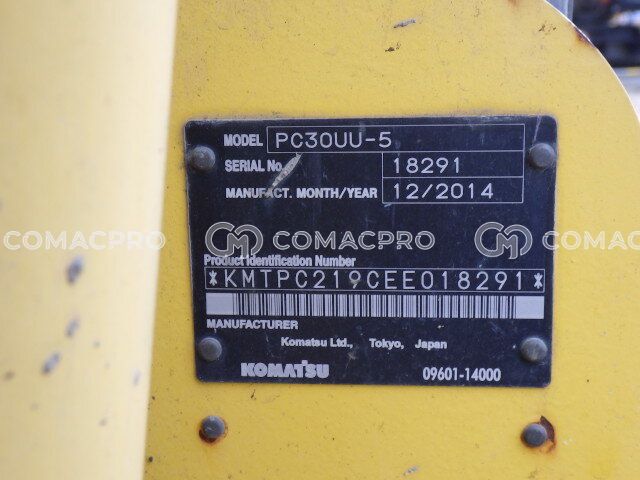 MODEL PC30UU-5
SERIAL No. 18291
MANUFACT. MONTH/YEAR 12/2014
COMACPRO COMACPRO COMAC
Product Identification Number
*KMTPC219CEE018291*
MANUFACTURER
Komatsu Ltd., Tokyo, Japan
KOMATSU 09601-14000